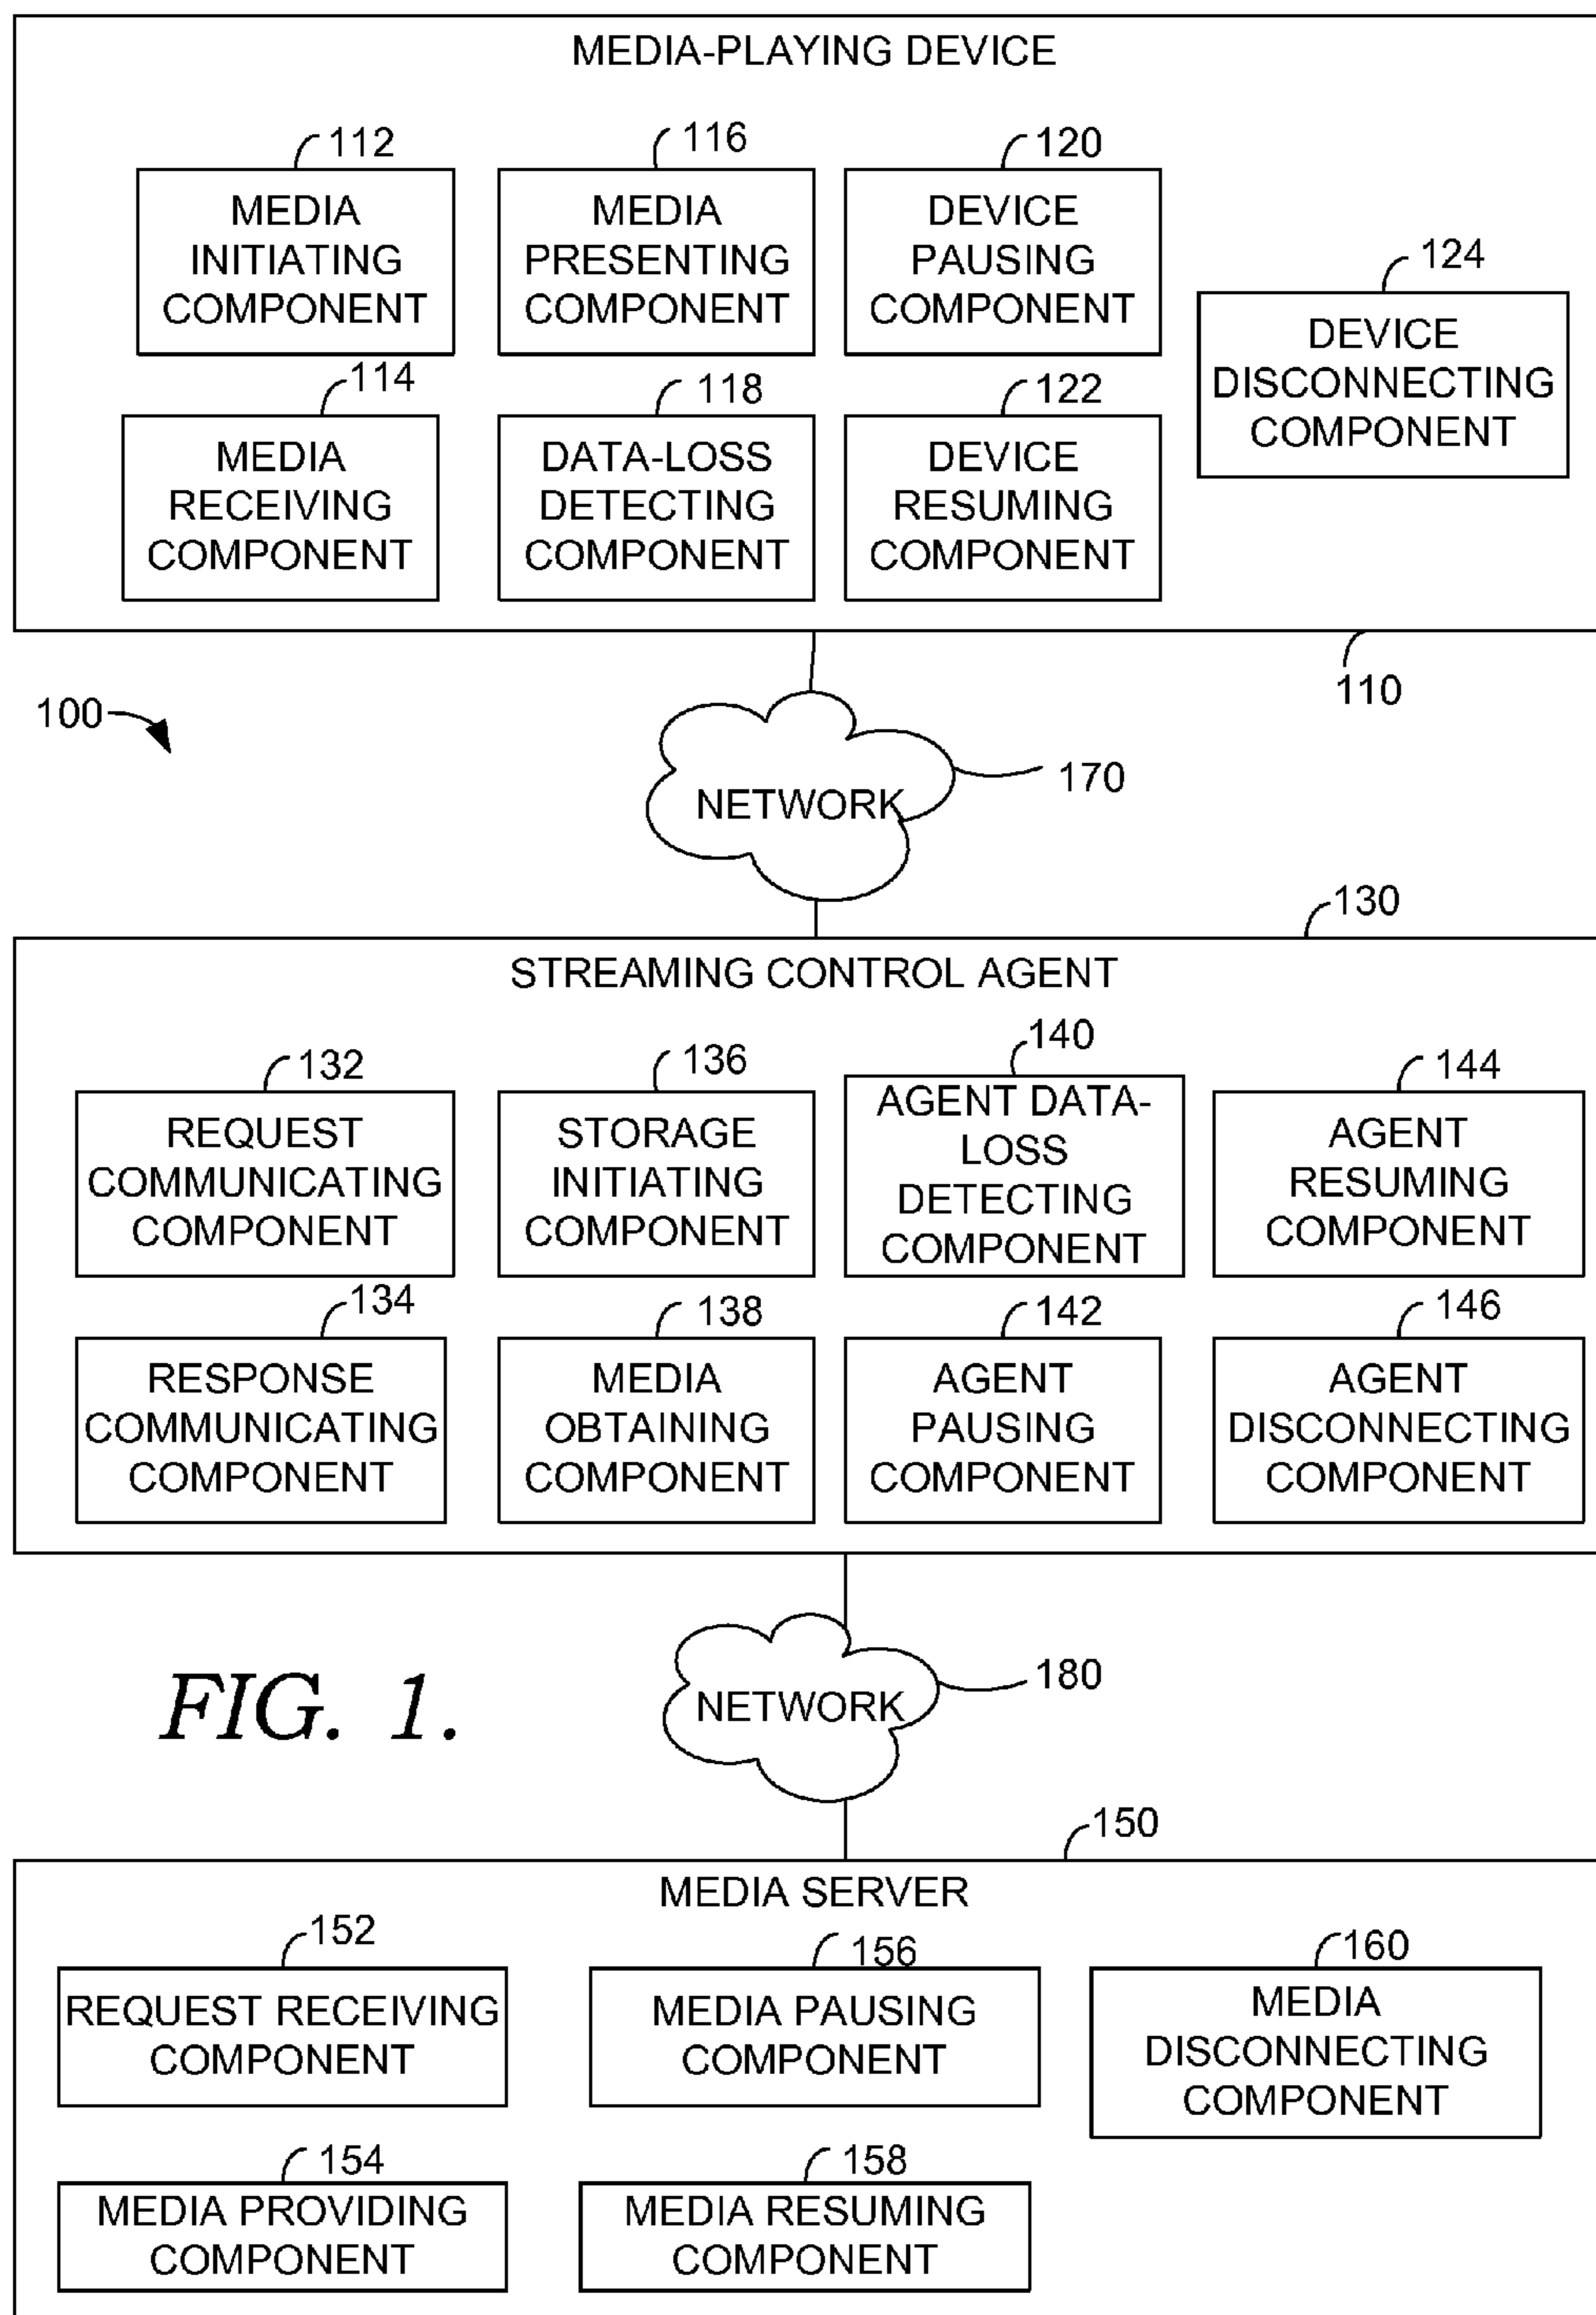 MEDIA-PLAYING DEVICE
112
MEDIA
INITIATING
COMPONENT
116
MEDIA
PRESENTING
COMPONENT
120
DEVICE
PAUSING
COMPONENT
124
DEVICE
DISCONNECTING
COMPONENT
114
MEDIA
RECEIVING
COMPONENT
118
DATA-LOSS
DETECTING
COMPONENT
122
DEVICE
RESUMING
COMPONENT
110
100
NETWORK
170
130
STREAMING CONTROL AGENT
132
REQUEST
COMMUNICATING
COMPONENT
136
STORAGE
INITIATING
COMPONENT
140
AGENT DATA-
LOSS
DETECTING
COMPONENT
144
AGENT
RESUMING
COMPONENT
134
RESPONSE
COMMUNICATING
COMPONENT
138
MEDIA
OBTAINING
COMPONENT
142
AGENT
PAUSING
COMPONENT
146
AGENT
DISCONNECTING
COMPONENT
FIG. 1.
NETWORK
180
150
MEDIA SERVER
152
REQUEST RECEIVING
COMPONENT
156
MEDIA PAUSING
COMPONENT
160
MEDIA
DISCONNECTING
COMPONENT
154
MEDIA PROVIDING
COMPONENT
158
MEDIA RESUMING
COMPONENT